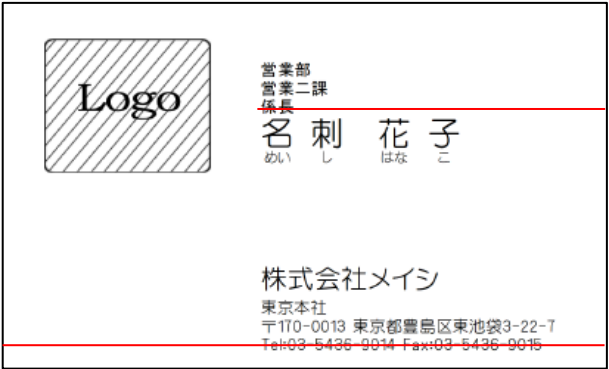 Logo
営業部
営業二課
係長
名刺 花子
めい し はな こ
株式会社メイシ
東京本社
〒170-0013 東京都豊島区東池袋3-22-7
Tel:03-5436-9014 Fax:03-5436-9015